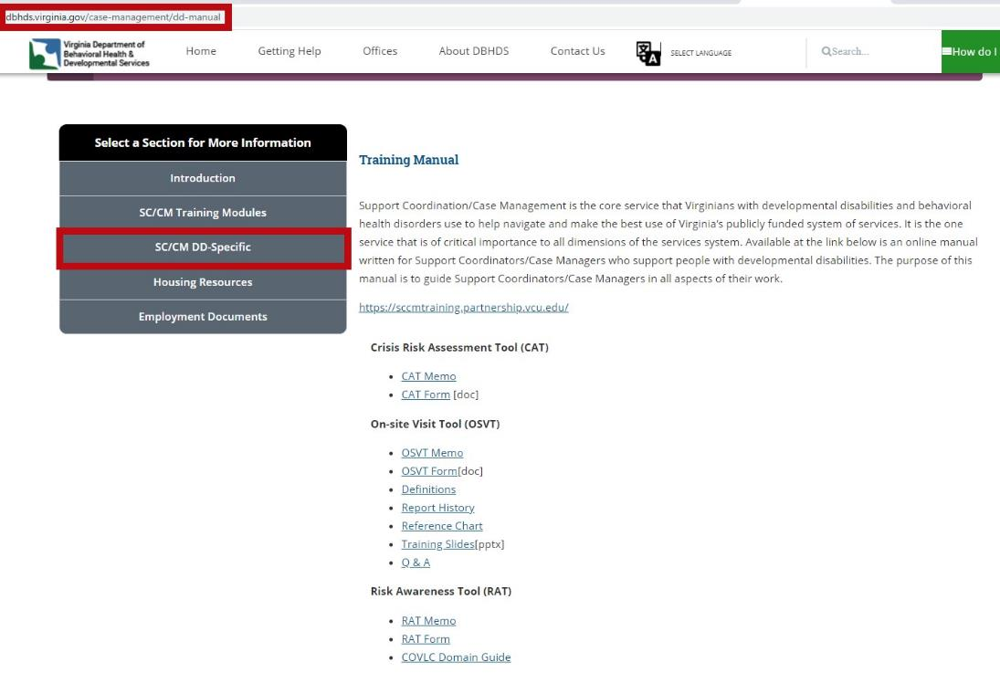 dbhds.virginia.gov/case-management/dd-manual
Virginia Department of
Behavioral Health &
Developmental Services
Home
Getting Help
Offices
About DBHDS
Contact Us
A
SELECT LANGUAGE
Search...
How do I
Select a Section for More Information
Introduction
SC/CM Training Modules
SC/CM DD-Specific
Housing Resources
Employment Documents
Training Manual
Support Coordination/Case Management is the core service that Virginians with developmental disabilities and behavioral
health disorders use to help navigate and make the best use of Virginia's publicly funded system of services. It is the one
service that is of critical importance to all dimensions of the services system. Available at the link below is an online manual
written for Support Coordinators/Case Managers who support people with developmental disabilities. The purpose of this
manual is to guide Support Coordinators/Case Managers in all aspects of their work.
https://sccmtraining.partnership.vcu.edu/
Crisis Risk Assessment Tool (CAT)
• CAT Memo
• CAT Form [doc]
On-site Visit Tool (OSVT)
• OSVT Memo
• OSVT Form[doc]
• Definitions
• Report History
• Reference Chart
• Training Slides[pptx]
• Q & A
Risk Awareness Tool (RAT)
• RAT Memo
• RAT Form
• COVLC Domain Guide